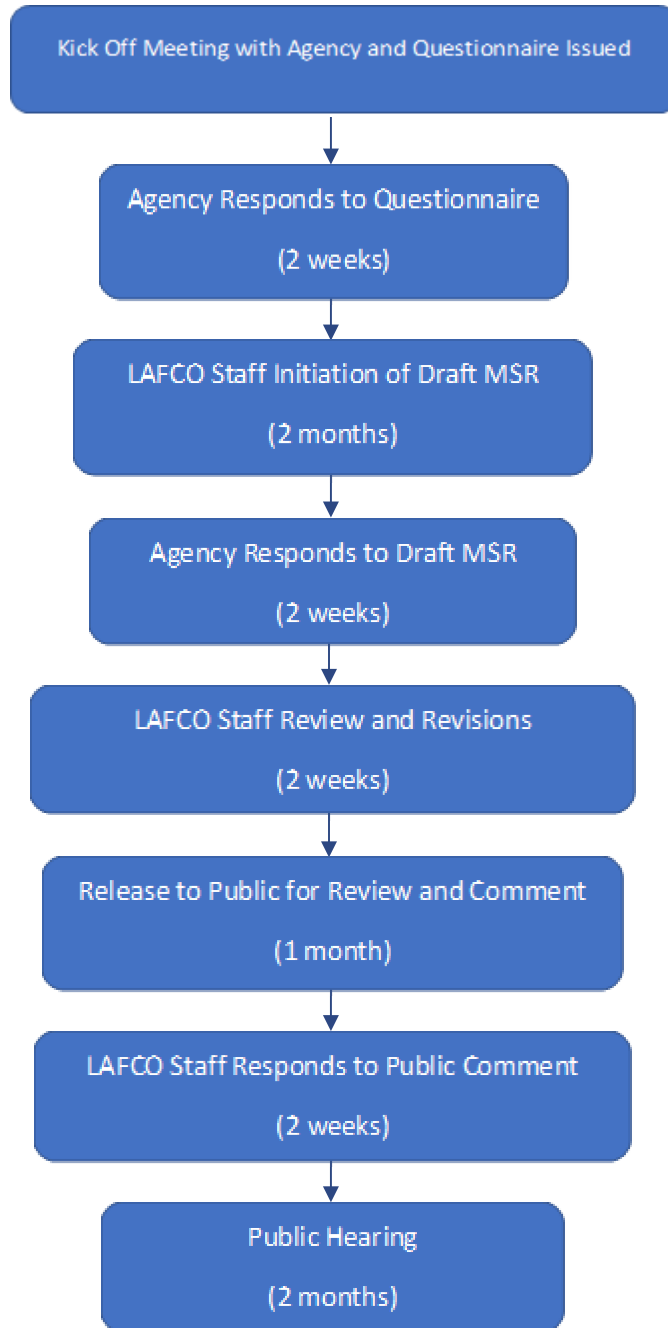 Kick Off Meeting with Agency and Questionnaire Issued
Agency Responds to Questionnaire
(2 weeks)
LAFCO Staff Initiation of Draft MSR
(2 months)
Agency Responds to Draft MSR
(2 weeks)
LAFCO Staff Review and Revisions
(2 weeks)
Release to Public for Review and Comment
(1 month)
LAFCO Staff Responds to Public Comment
(2 weeks)
Public Hearing
(2 months)